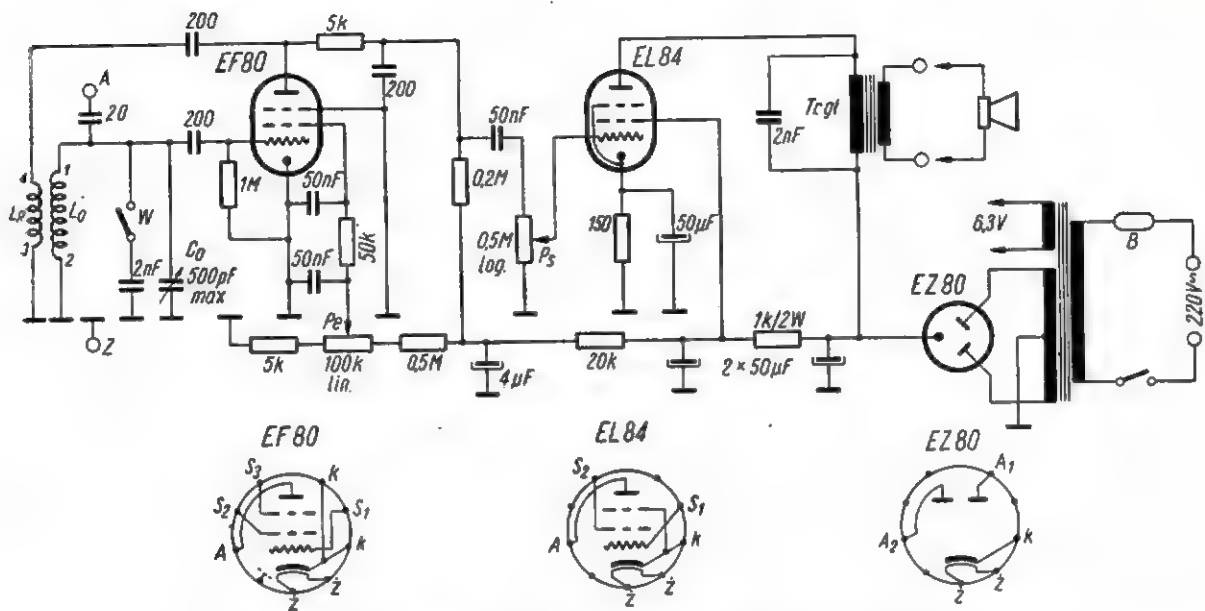 200
5k
EF80
EL84
A
20
200
200
50nF
2nF
Tcgł
1
4
LR
LO
3
2
W
2nF
CO
500pf
max
1M
50nF
50nF
50k
0,2M
0,5M
log.
Ps
150
50µF
6,3V
B
220V~
EZ80
Z
5k
Pe
100k
lin.
0,5M
4µF
20k
1k/2W
2×50µF
EF80
S3
k
S2
S1
A
k
ż
ż
EL84
S2
S1
A
k
ż
ż
EZ80
A1
A2
k
ż
ż